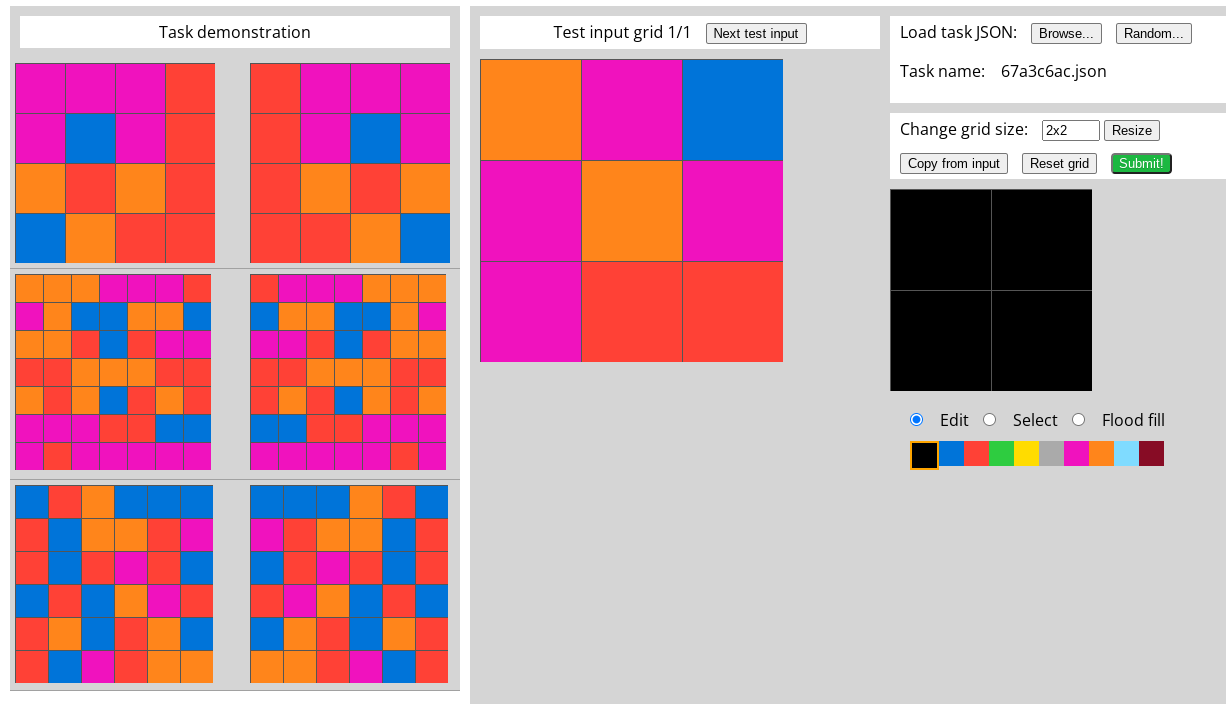 Task demonstration
Test input grid 1/1 Next test input
Load task JSON: Browse... Random...
Task name: 67a3c6ac.json
Change grid size: 2x2 Resize
Copy from input Reset grid Submit!
Edit Select Flood fill